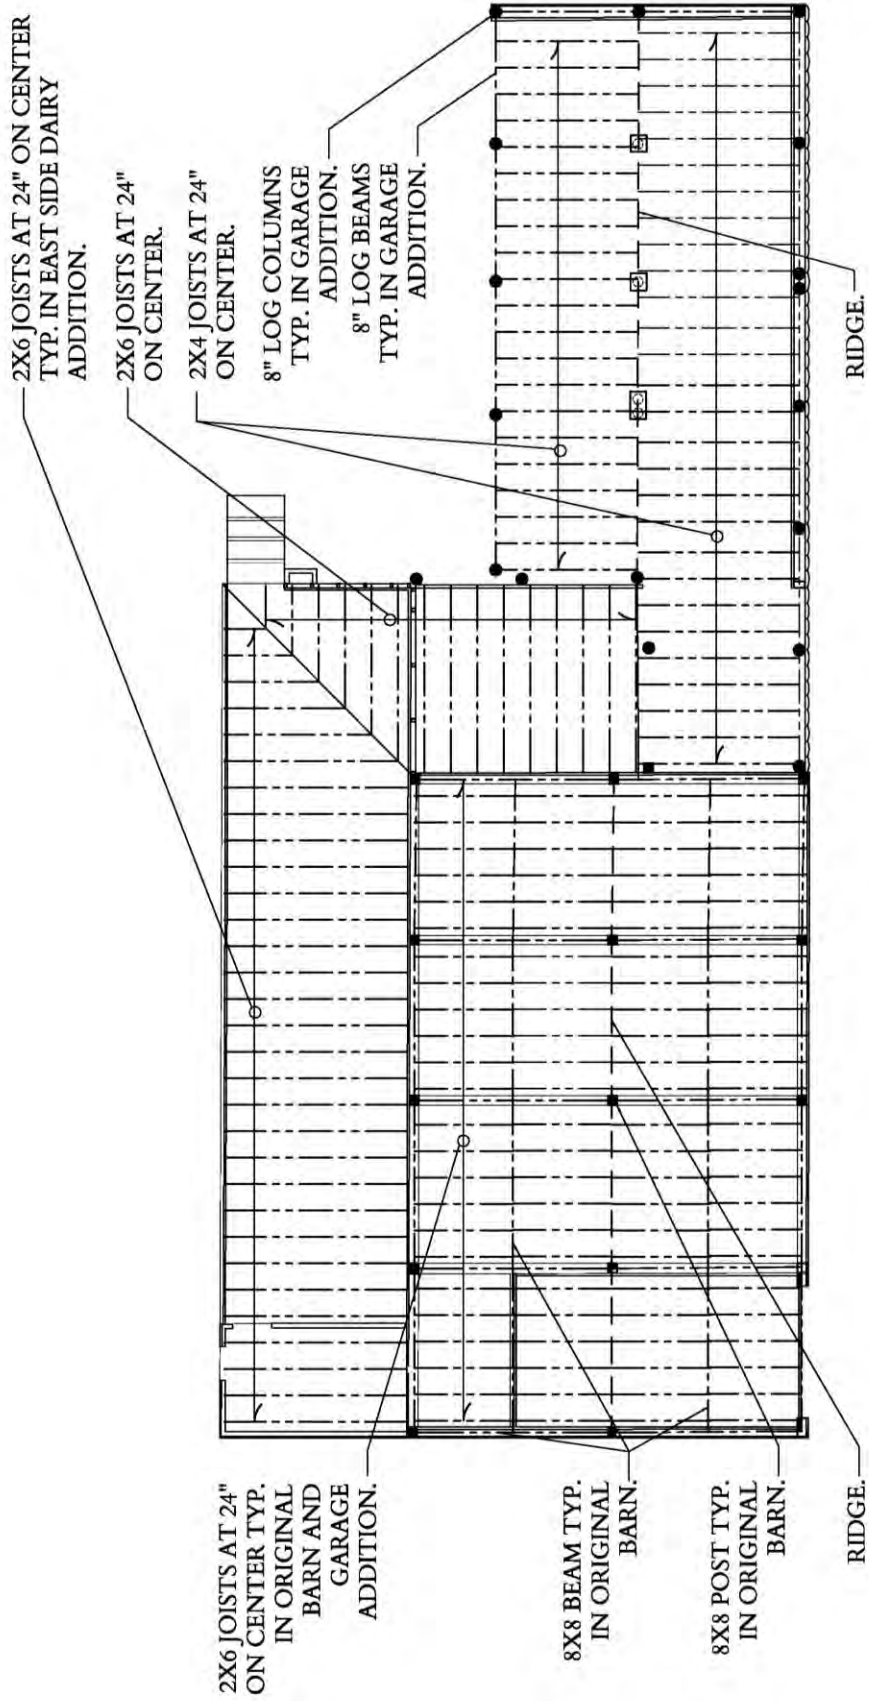 2X6 JOISTS AT 24" ON CENTER
TYP. IN EAST SIDE DAIRY
ADDITION.
2X6 JOISTS AT 24"
ON CENTER.
2X4 JOISTS AT 24"
ON CENTER.
8" LOG COLUMNS
TYP. IN GARAGE
ADDITION.
8" LOG BEAMS
TYP. IN GARAGE
ADDITION.
RIDGE.
2X6 JOISTS AT 24"
ON CENTER TYP.
IN ORIGINAL
BARN AND
GARAGE
ADDITION.
8X8 BEAM TYP.
IN ORIGINAL
BARN.
8X8 POST TYP.
IN ORIGINAL
BARN.
RIDGE.